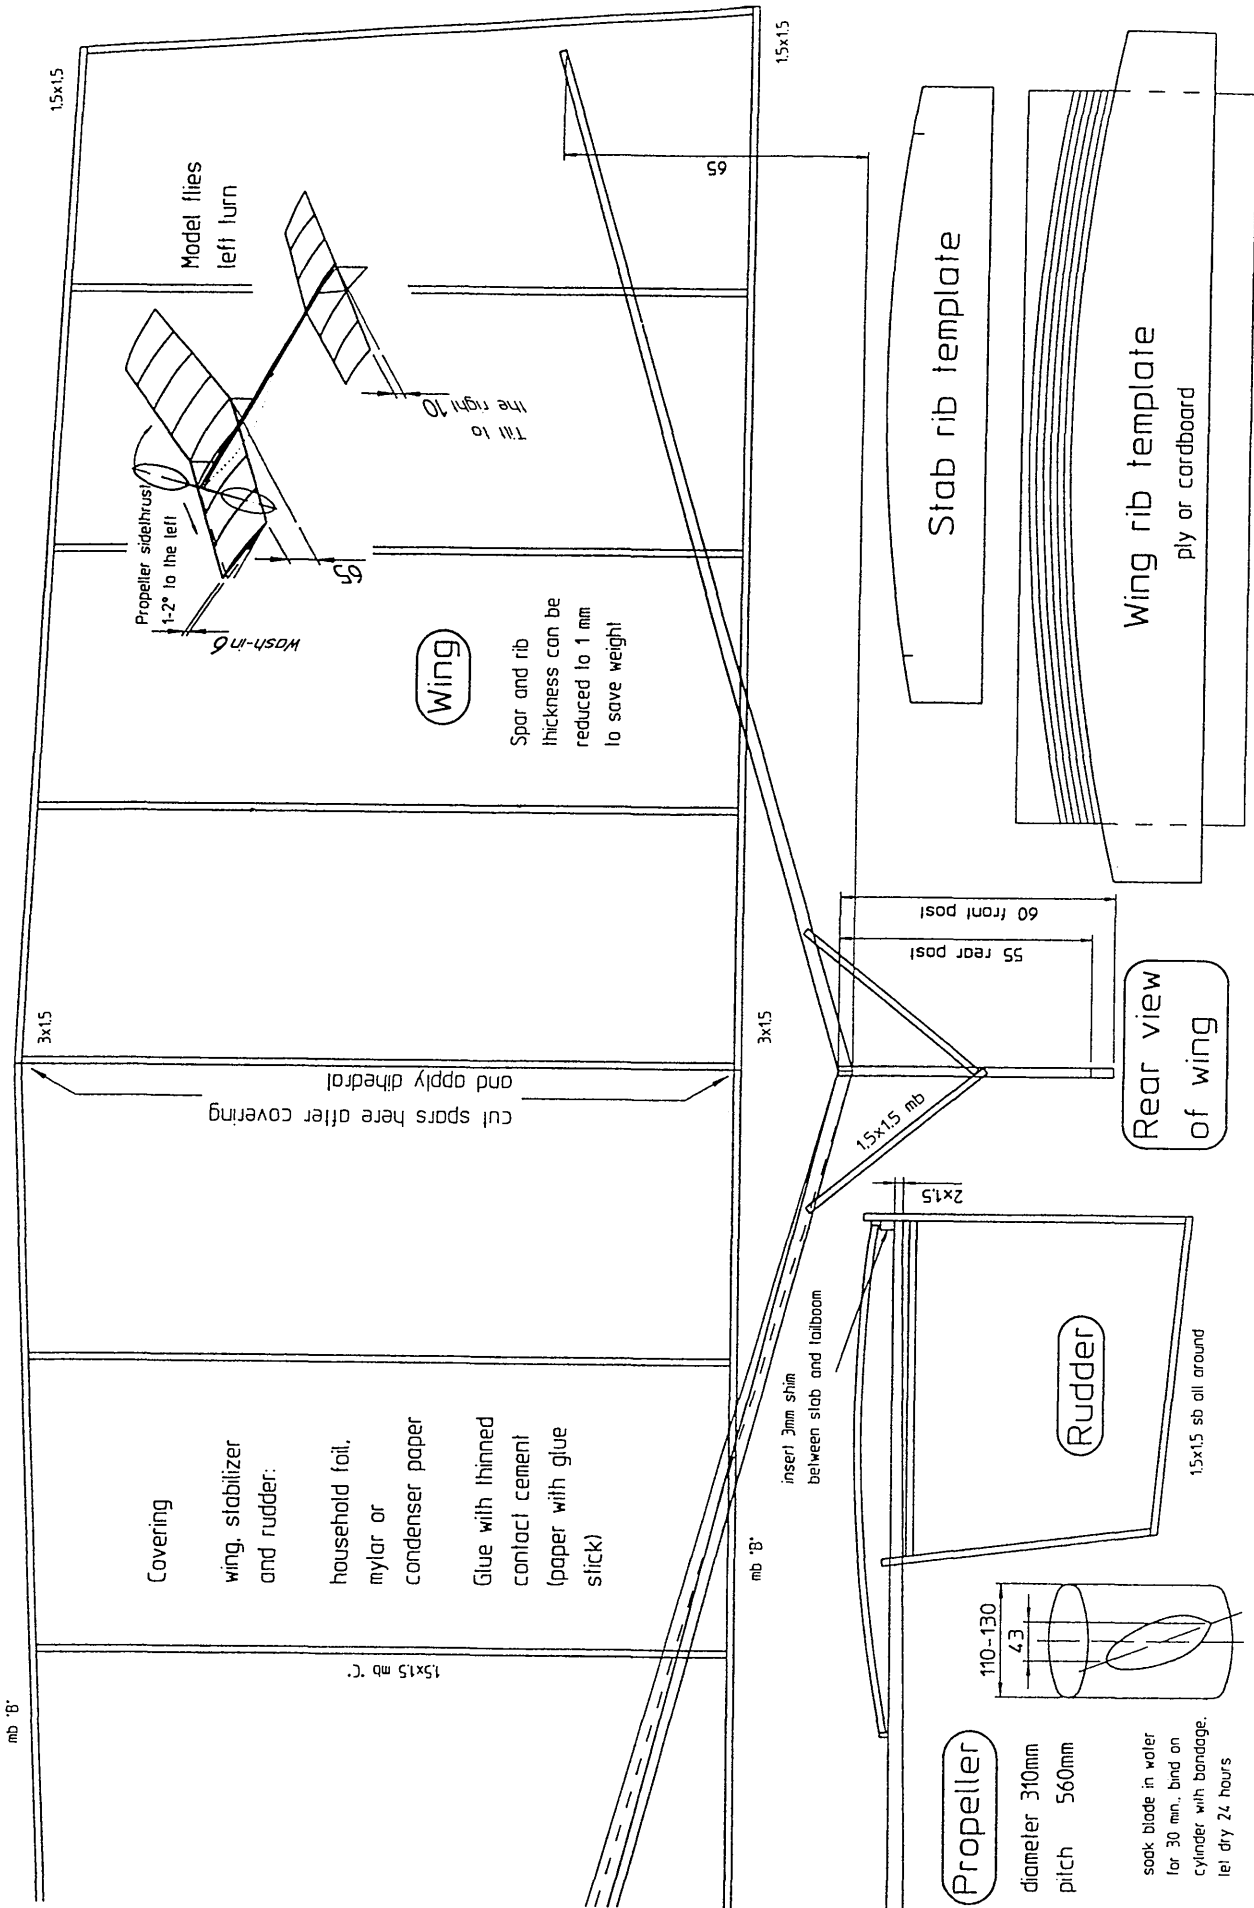 1.5x1.5
1.5x1.5
Model flies
left turn
65
Propeller sidethrust
1-2° to the left
Wash-in 6
65
Tilt to
the right 10
Wing
Spar and rib
thickness can be
reduced to 1 mm
to save weight
3x1.5
3x1.5
cut spars here after covering
and apply dihedral
Covering
wing, stabilizer
and rudder:
household foil,
mylar or
condenser paper
Glue with thinned
contact cement
(paper with glue
stick)
mb "B"
mb "B"
1.5x1.5 mb "C"
Stab rib template
Wing rib template
ply or cardboard
60 front post
55 rear post
1.5x1.5 mb
Rear view
of wing
2x1.5
insert 3mm shim
between stab and tailboom
Rudder
1.5x1.5 sb all around
Propeller
diameter 310mm
pitch 560mm
110-130
43
soak blade in water
for 30 min., bind on
cylinder with bandage,
let dry 24 hours